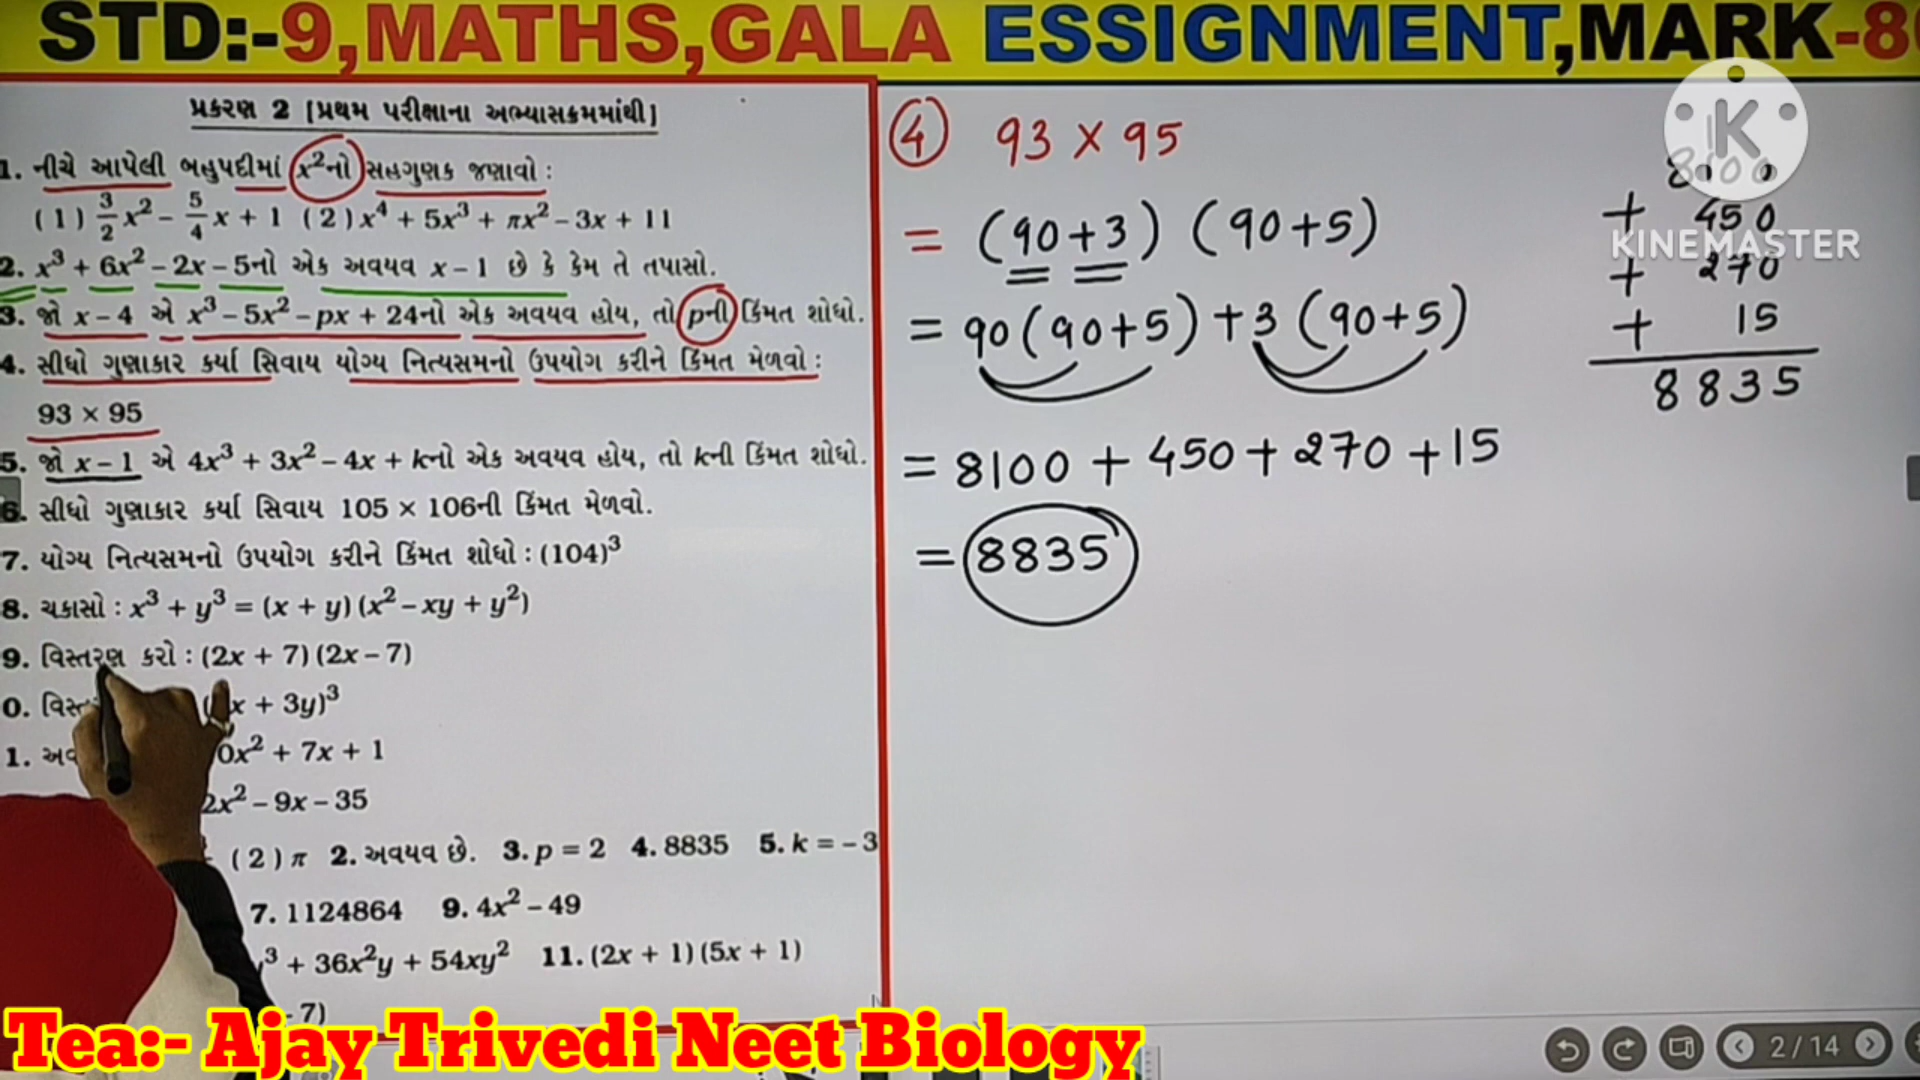 STD:-9,MATHS,GALA ESSIGNMENT,MARK-8
પ્રકરણ 2 [પ્રથમ પરીક્ષાના અભ્યાસક્રમમાંથી]
1. નીચે આપેલી બહુપદીમાં x²નો સહગુણક જણાવો :
(1) 3/2 x² – 5/4 x + 1 (2) x⁴ + 5x³ + πx² – 3x + 11
2. x³ + 6x² – 2x – 5નો એક અવયવ x – 1 છે કે કેમ તે તપાસો.
3. જો x – 4 એ x³ – 5x² – px + 24નો એક અવયવ હોય, તો pની કિંમત શોધો.
4. સીધો ગુણાકાર કર્યા સિવાય યોગ્ય નિત્યસમનો ઉપયોગ કરીને કિંમત મેળવો :
93 × 95
5. જો x – 1 એ 4x³ + 3x² – 4x + kનો એક અવયવ હોય, તો kની કિંમત શોધો.
6. સીધો ગુણાકાર કર્યા સિવાય 105 × 106ની કિંમત મેળવો.
7. યોગ્ય નિત્યસમનો ઉપયોગ કરીને કિંમત શોધો : (104)³
8. ચકાસો : x³ + y³ = (x + y) (x² – xy + y²)
9. વિસ્તરણ કરો : (2x + 7) (2x – 7)
0. x + 3y)³
1. 0x² + 7x + 1
2x² – 9x – 35
(2) π 2. અવયવ છે. 3. p = 2 4. 8835 5. k = – 3
7. 1124864 9. 4x² – 49
³ + 36x²y + 54xy² 11. (2x + 1) (5x + 1)
– 7)
④ 93 × 95
= (90+3) (90+5)
= 90(90+5) + 3(90+5)
= 8100 + 450 + 270 + 15
= 8835
8100
+ 450
+ 270
+ 15
8835
K
KINEMASTER
Tea:- Ajay Trivedi Neet Biology
2 / 14